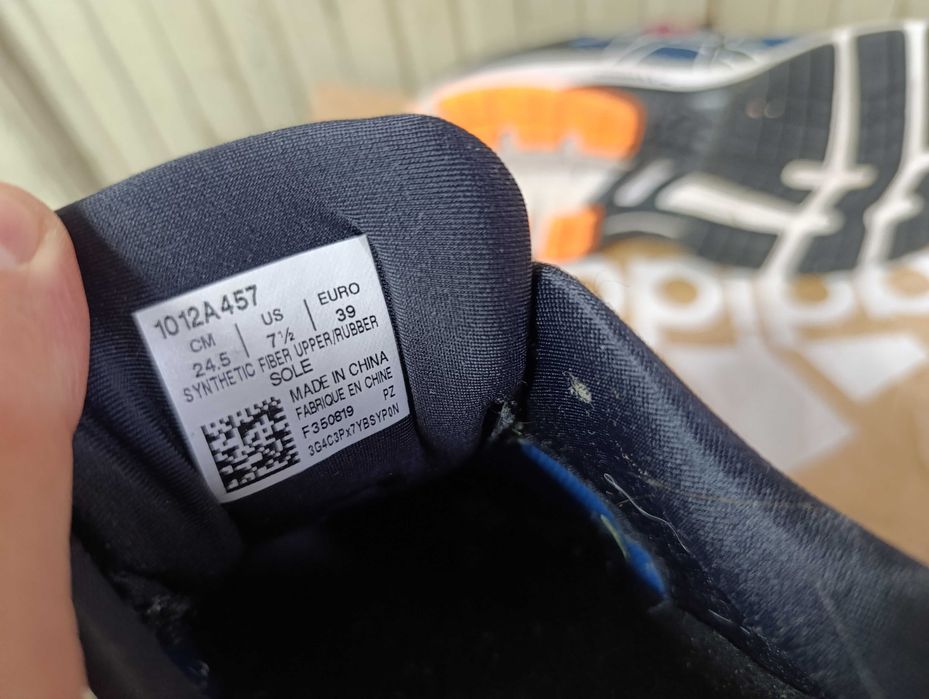 1012A457
CM | US | EURO
24.5 | 7½ | 39
SYNTHETIC FIBER UPPER/RUBBER
SOLE
MADE IN CHINA
FABRIQUE EN CHINE
F350819 PZ
3G4C3Px7YBSYP0N